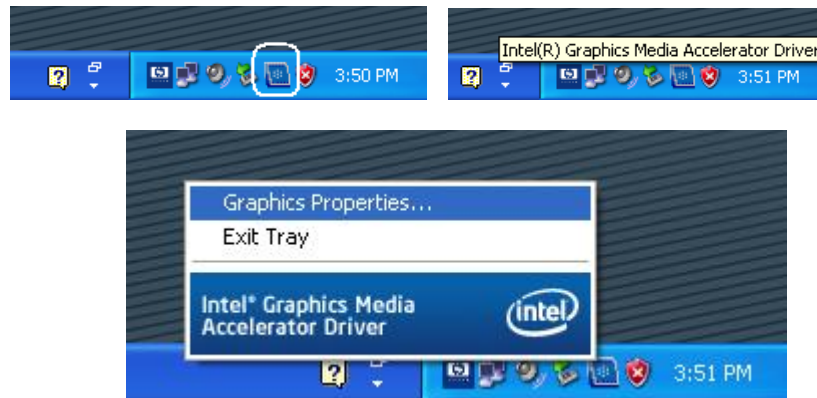 3:50 PM
Intel(R) Graphics Media Accelerator Driver
3:51 PM
Graphics Properties...
Exit Tray
Intel® Graphics Media
Accelerator Driver
intel
3:51 PM